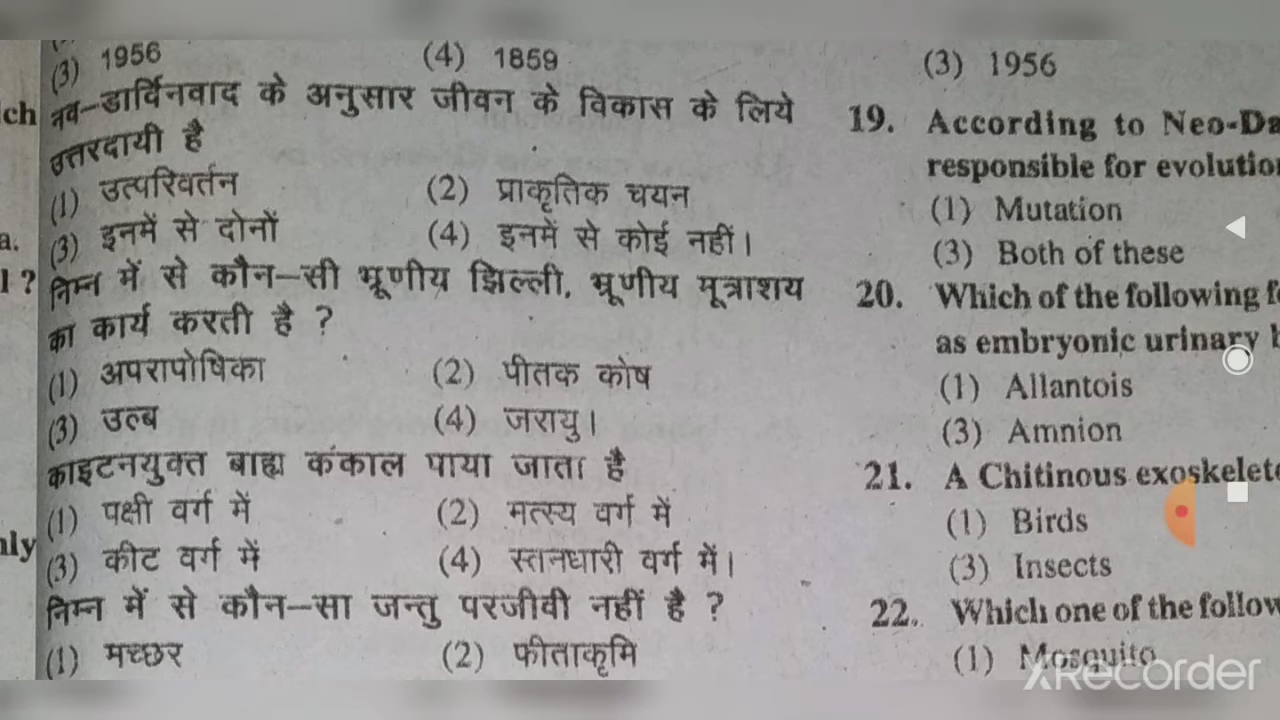 (3) 1956 (4) 1859
नव-डार्विनवाद के अनुसार जीवन के विकास के लिये
उत्तरदायी है
(1) उत्परिवर्तन (2) प्राकृतिक चयन
(3) इनमें से दोनों (4) इनमें से कोई नहीं।
निम्न में से कौन-सी भ्रूणीय झिल्ली, भ्रूणीय मूत्राशय
का कार्य करती है ?
(1) अपरापोषिका (2) पीतक कोष
(3) उल्ब (4) जरायु।
काइटनयुक्त बाह्य कंकाल पाया जाता है
(1) पक्षी वर्ग में (2) मत्स्य वर्ग में
(3) कीट वर्ग में (4) स्तनधारी वर्ग में।
निम्न में से कौन-सा जन्तु परजीवी नहीं है ?
(1) मच्छर (2) फीताकृमि
(3) 1956
19. According to Neo-Da
responsible for evolution
(1) Mutation
(3) Both of these
20. Which of the following f
as embryonic urinary
(1) Allantois
(3) Amnion
21. A Chitinous exoskelet
(1) Birds
(3) Insects
22. Which one of the follow
(1) Mosquito
XRecorder